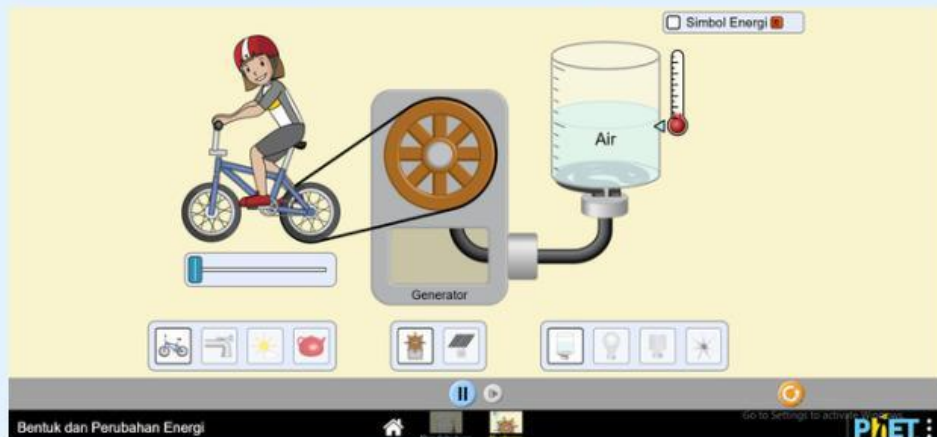 Simbol Energi E
Air
Generator
Bentuk dan Perubahan Energi
Go to Settings to activate Windows.
PhET